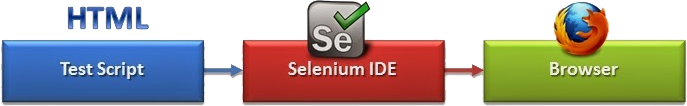 HTML
Test Script
Se
Selenium IDE
Browser